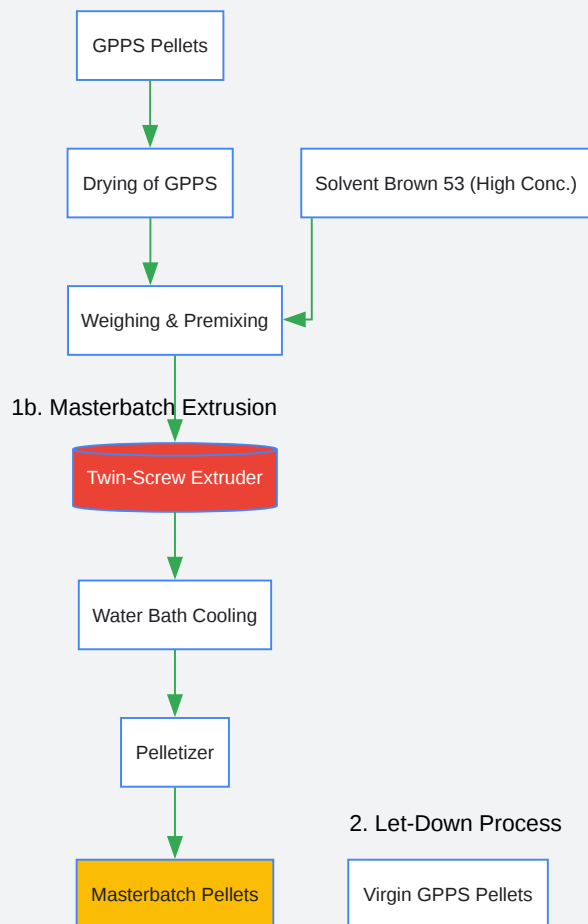 GPPS Pellets
Drying of GPPS
Solvent Brown 53 (High Conc.)
Weighing & Premixing
1b. Masterbatch Extrusion
Twin-Screw Extruder
Water Bath Cooling
Pelletizer
2. Let-Down Process
Masterbatch Pellets
Virgin GPPS Pellets